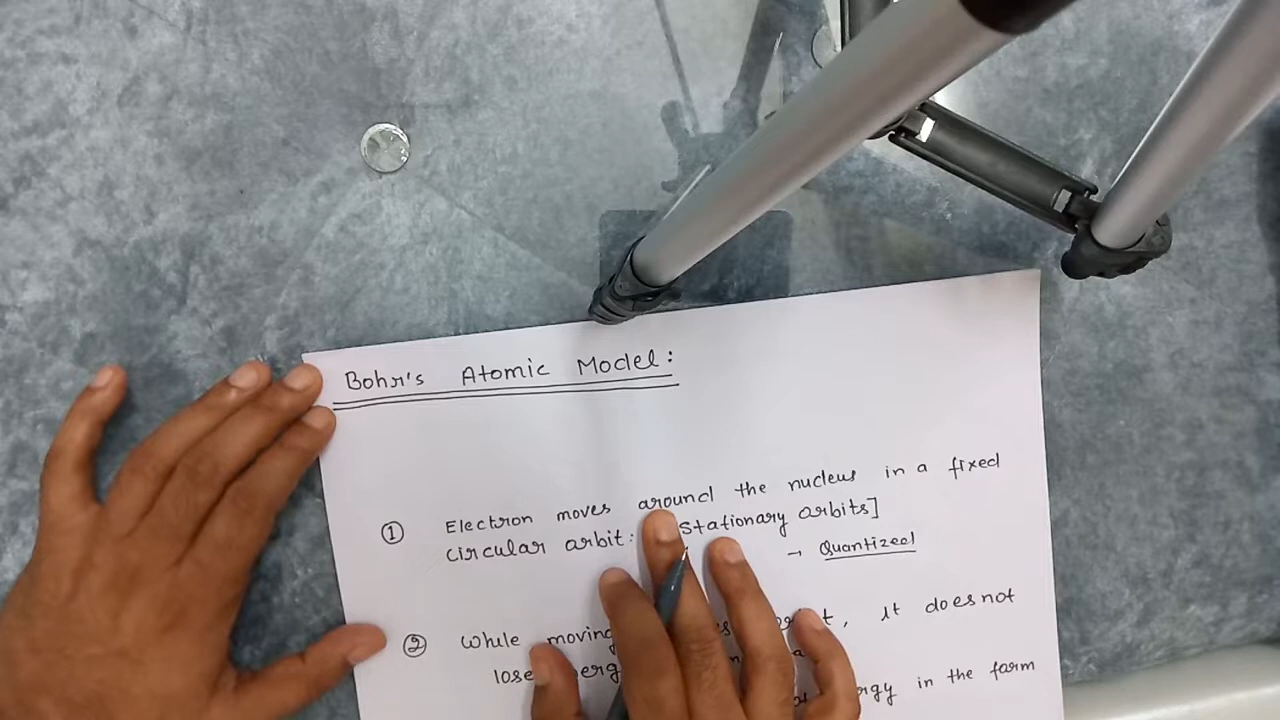 Bohr's Atomic Model:
① Electron moves around the nucleus in a fixed
circular orbit: stationary orbits]
→ Quantized
② While moving , it does not
lose
in the form